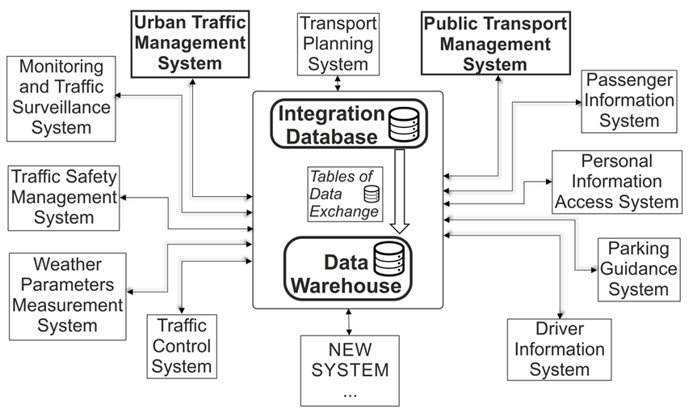 Urban Traffic
Management
System
Transport
Planning
System
Public Transport
Management
System
Monitoring
and Traffic
Surveillance
System
Passenger
Information
System
Integration
Database
Tables of
Data
Exchange
Traffic Safety
Management
System
Personal
Information
Access System
Data
Warehouse
Weather
Parameters
Measurement
System
Parking
Guidance
System
Traffic
Control
System
NEW
SYSTEM
...
Driver
Information
System